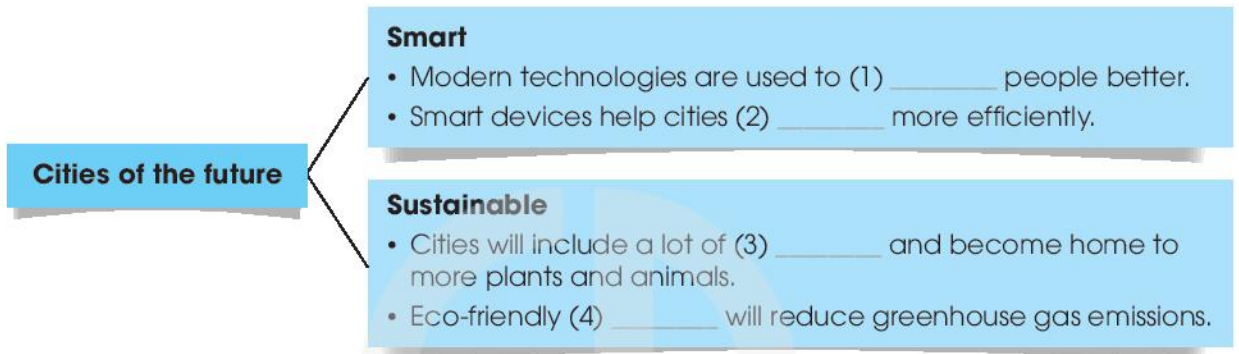 Smart
• Modern technologies are used to (1) ________ people better.
• Smart devices help cities (2) ________ more efficiently.
Cities of the future
Sustainable
• Cities will include a lot of (3) ________ and become home to
more plants and animals.
• Eco-friendly (4) ________ will reduce greenhouse gas emissions.